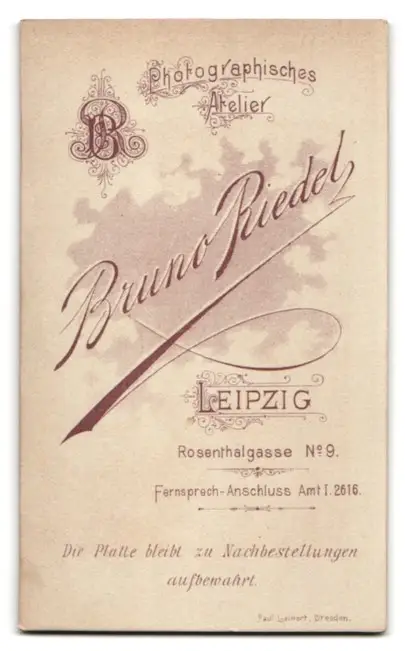 BR
Photographisches
Atelier
Bruno Riedel
LEIPZIG
Rosenthalgasse No 9.
Fernsprech-Anschluss Amt I. 2616.
Die Platte bleibt zu Nachbestellungen
aufbewahrt.
Paul Leinert, Dresden.